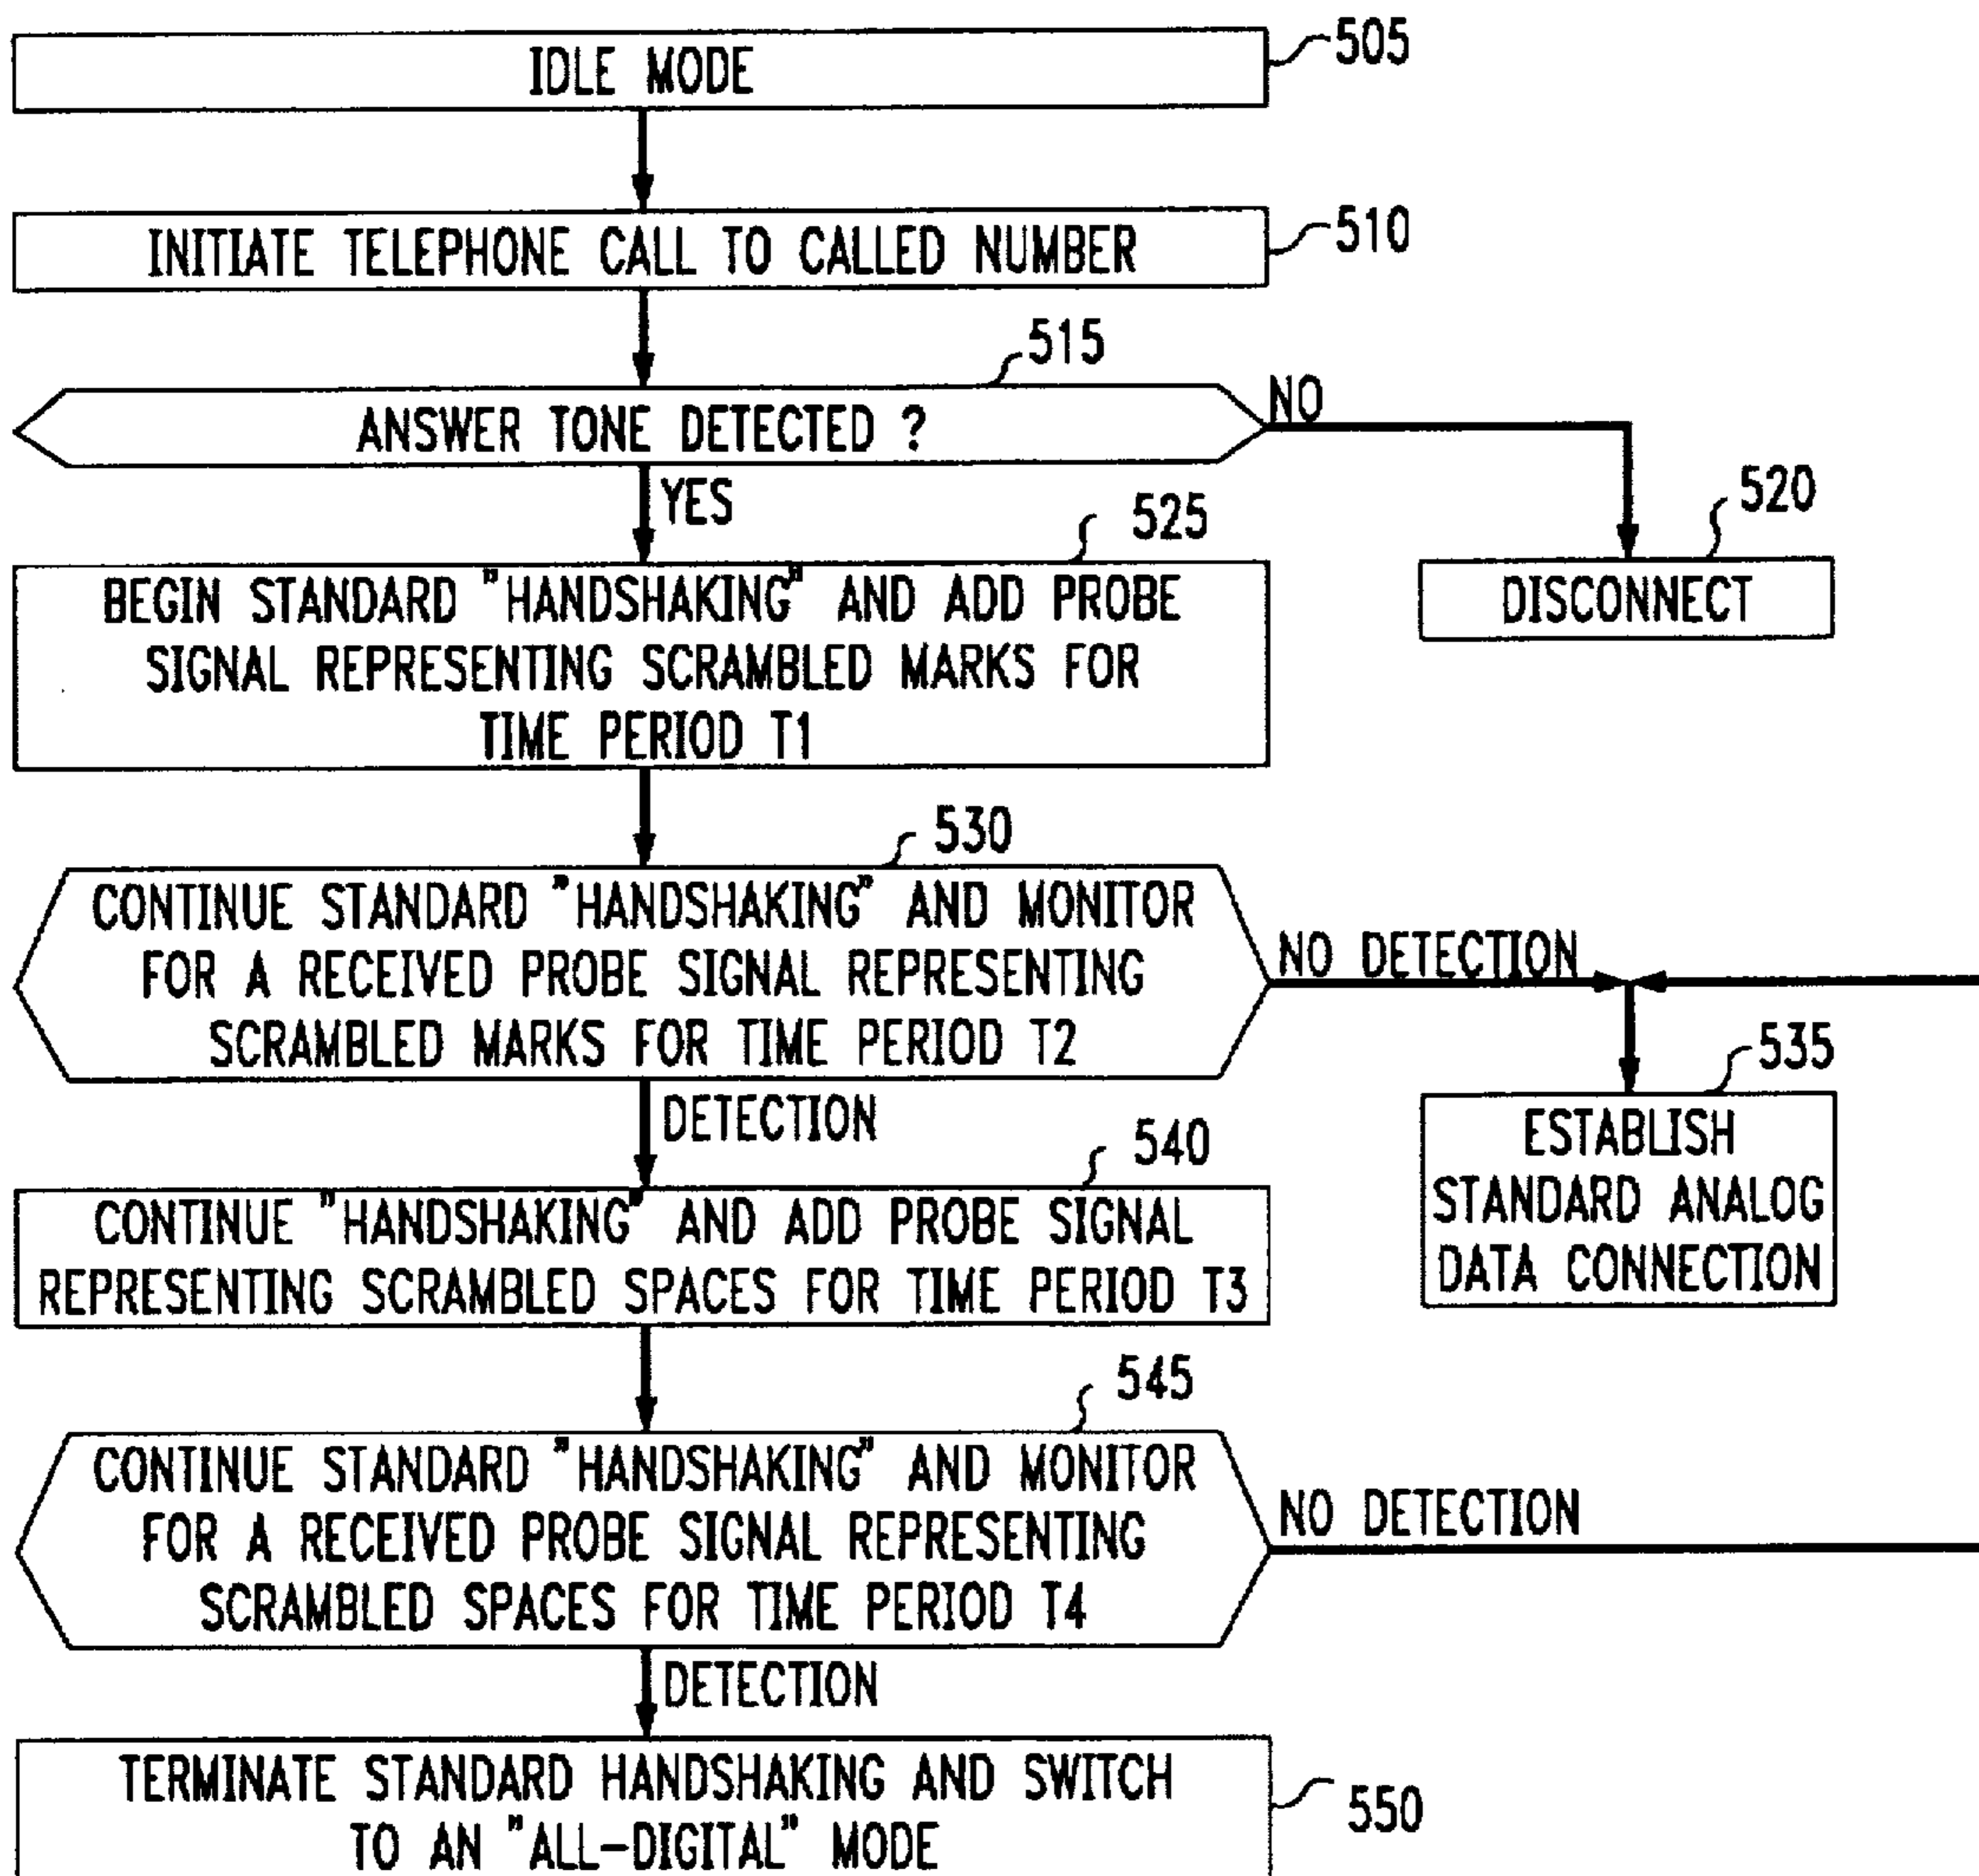 IDLE MODE
505
INITIATE TELEPHONE CALL TO CALLED NUMBER
510
515
ANSWER TONE DETECTED ?
NO
YES
520
DISCONNECT
525
BEGIN STANDARD "HANDSHAKING" AND ADD PROBE
SIGNAL REPRESENTING SCRAMBLED MARKS FOR
TIME PERIOD T1
530
CONTINUE STANDARD "HANDSHAKING" AND MONITOR
FOR A RECEIVED PROBE SIGNAL REPRESENTING
SCRAMBLED MARKS FOR TIME PERIOD T2
NO DETECTION
DETECTION
535
ESTABLISH
STANDARD ANALOG
DATA CONNECTION
540
CONTINUE "HANDSHAKING" AND ADD PROBE SIGNAL
REPRESENTING SCRAMBLED SPACES FOR TIME PERIOD T3
545
CONTINUE STANDARD "HANDSHAKING" AND MONITOR
FOR A RECEIVED PROBE SIGNAL REPRESENTING
SCRAMBLED SPACES FOR TIME PERIOD T4
NO DETECTION
DETECTION
TERMINATE STANDARD HANDSHAKING AND SWITCH
TO AN "ALL-DIGITAL" MODE
550